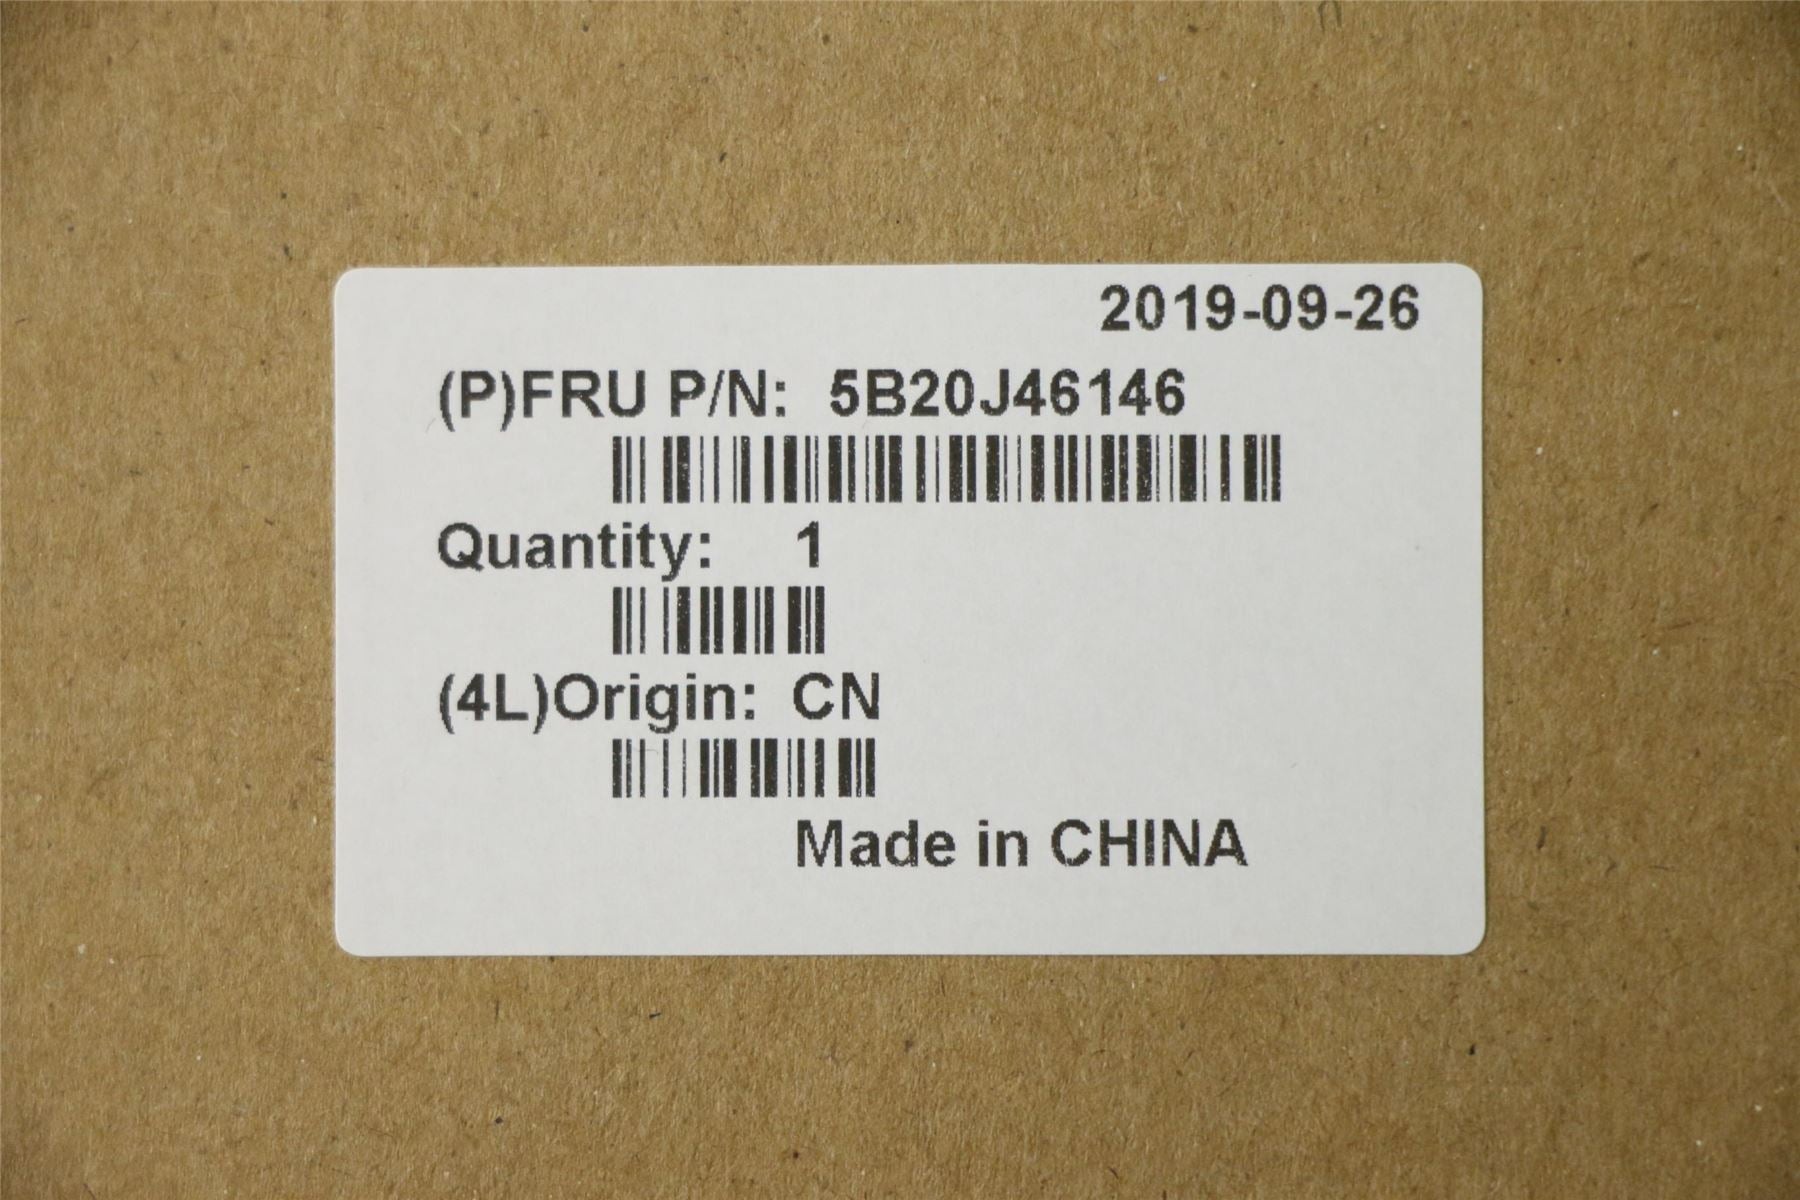 2019-09-26
(P)FRU P/N: 5B20J46146
Quantity: 1
(4L)Origin: CN
Made in CHINA